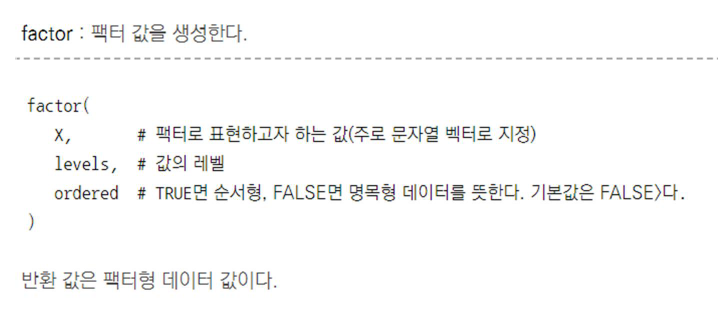 factor : 팩터 값을 생성한다.
factor(
X, # 팩터로 표현하고자 하는 값(주로 문자열 벡터로 지정)
levels, # 값의 레벨
ordered # TRUE면 순서형, FALSE면 명목형 데이터를 뜻한다. 기본값은 FALSE>다.
)
반환 값은 팩터형 데이터 값이다.